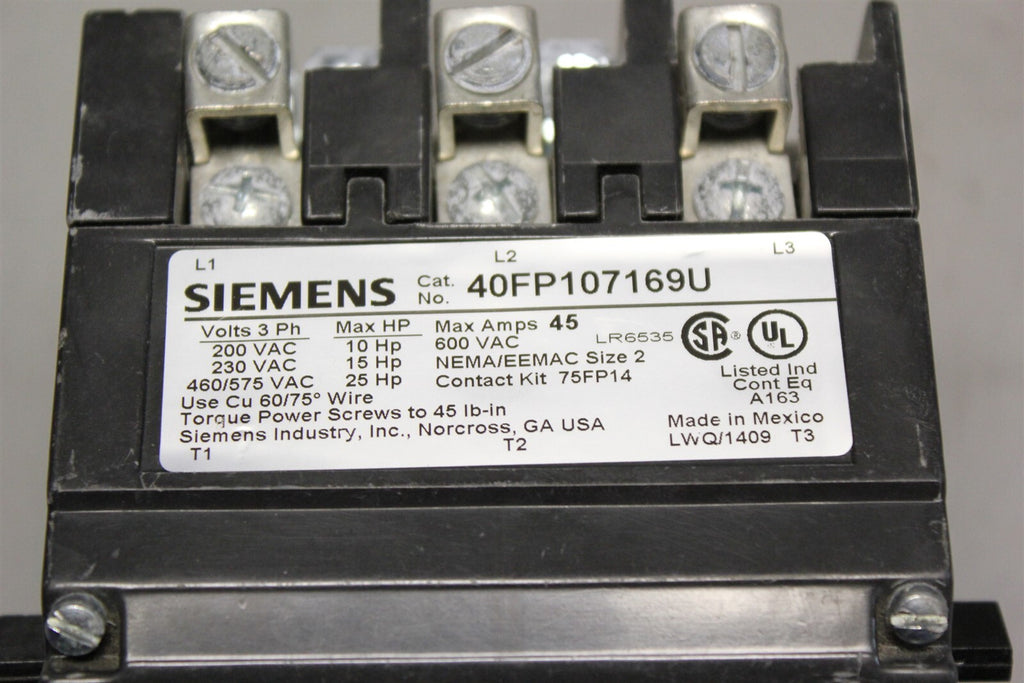 L1 L2 L3
SIEMENS Cat. No. 40FP107169U
Volts 3 Ph Max HP Max Amps 45
200 VAC 10 Hp 600 VAC LR6535 SA ® UL
230 VAC 15 Hp NEMA/EEMAC Size 2
460/575 VAC 25 Hp Contact Kit 75FP14
Listed Ind
Cont Eq
A163
Use Cu 60/75° Wire
Torque Power Screws to 45 lb-in
Siemens Industry, Inc., Norcross, GA USA
Made in Mexico
LWQ/1409
T1 T2 T3